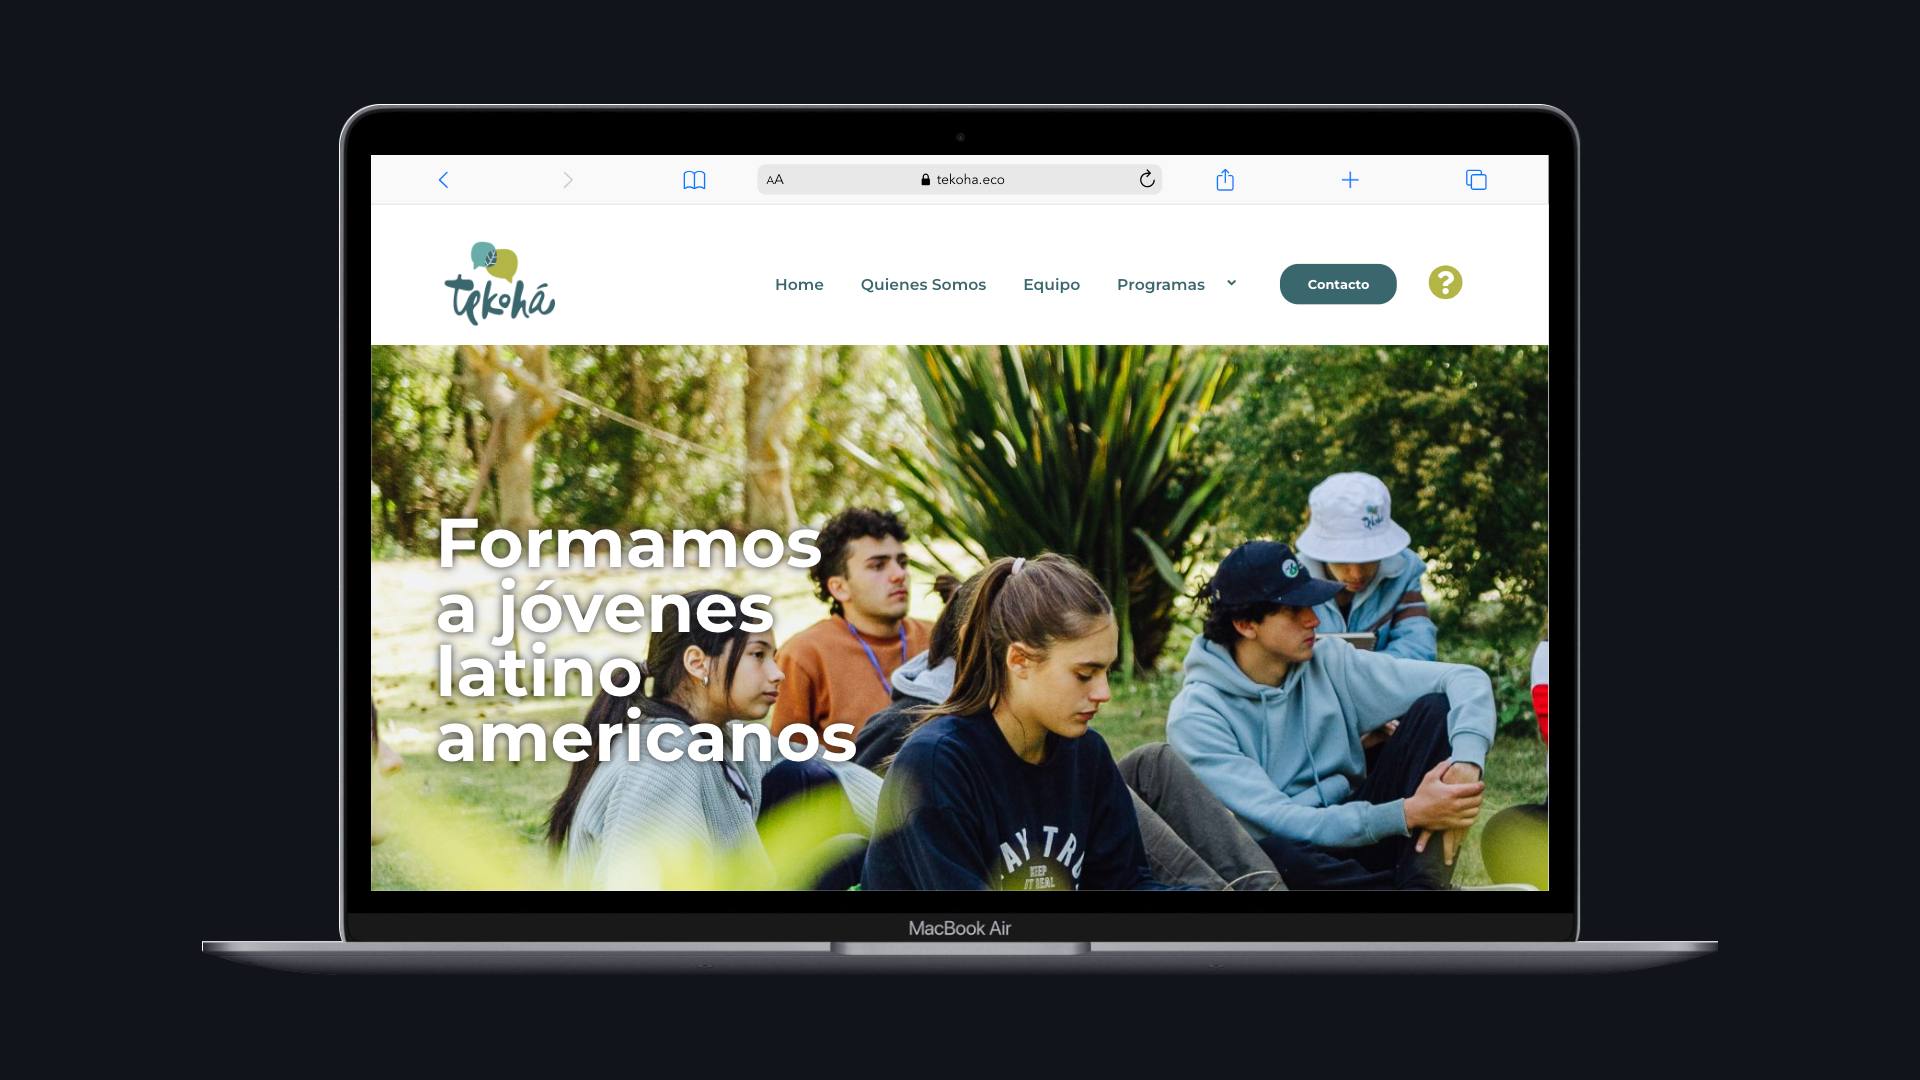 AA
tekoha.eco
tekohá
Home
Quienes Somos
Equipo
Programas
Contacto
?
Formamos
a jóvenes
latino
americanos
tekohá
AY TR
KEEP
IT REAL
MacBook Air